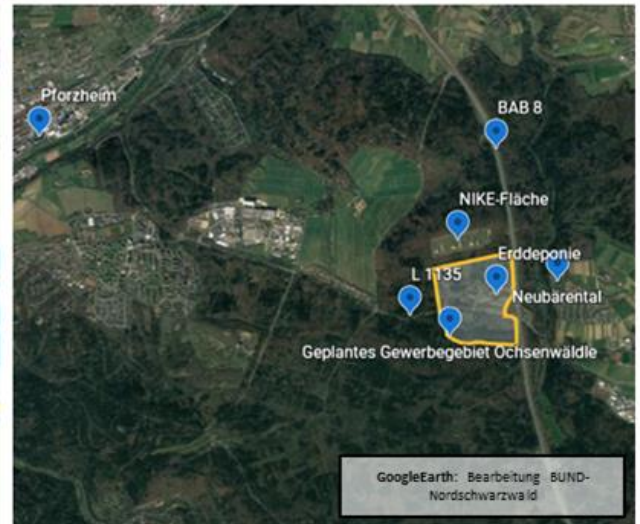 Pforzheim
BAB 8
NIKE-Fläche
Erddeponie
L 1135
Neubärental
Geplantes Gewerbegebiet Ochsenwäldle
GoogleEarth: Bearbeitung BUND-
Nordschwarzwald